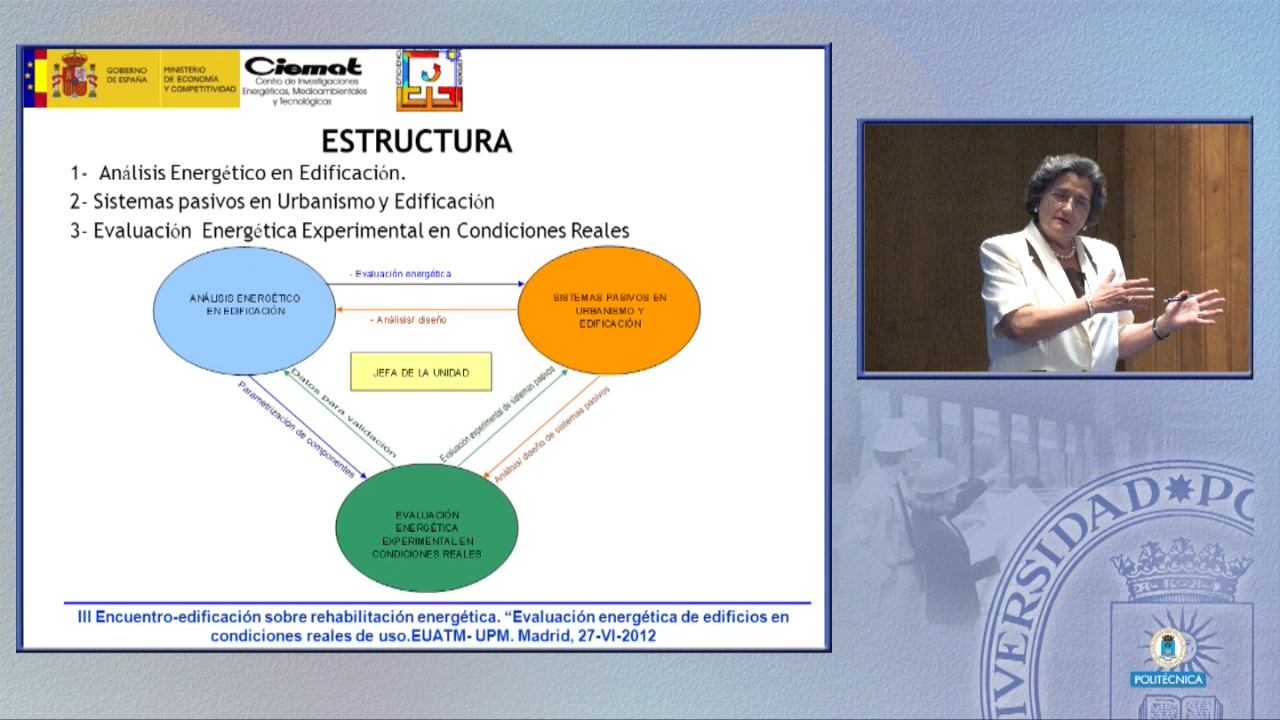 GOBIERNO
DE ESPAÑA
MINISTERIO
DE ECONOMÍA
Y COMPETITIVIDAD
Ciemat
Centro de Investigaciones
Energéticas, Medioambientales
y Tecnológicas
ESTRUCTURA
1- Análisis Energético en Edificación.
2- Sistemas pasivos en Urbanismo y Edificación
3- Evaluación Energética Experimental en Condiciones Reales
ANÁLISIS ENERGÉTICO
EN EDIFICACIÓN
- Evaluación energética
- Análisis/ diseño
SISTEMAS PASIVOS EN
URBANISMO Y
EDIFICACIÓN
JEFA DE LA UNIDAD
Parametrización de componentes
Datos para validación
Evaluación experimental de sistemas pasivos
Análisis/ diseño de sistemas pasivos
EVALUACIÓN
ENERGÉTICA
EXPERIMENTAL EN
CONDICIONES REALES
III Encuentro-edificación sobre rehabilitación energética. “Evaluación energética de edificios en
condiciones reales de uso.EUATM- UPM. Madrid, 27-VI-2012
IVERSIDAD PO
POLITÉCNICA